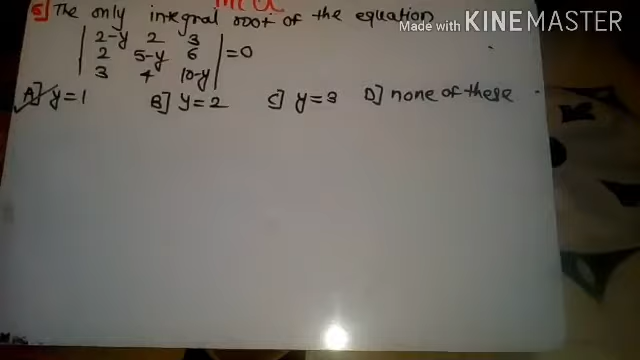 Made with KINEMASTER
5] The only integral root of the equation
| 2-y 2 3 |
| 2 5-y 6 | =0
| 3 4 10-y |
A] y=1 B] y=2 C] y=3 D] none of these